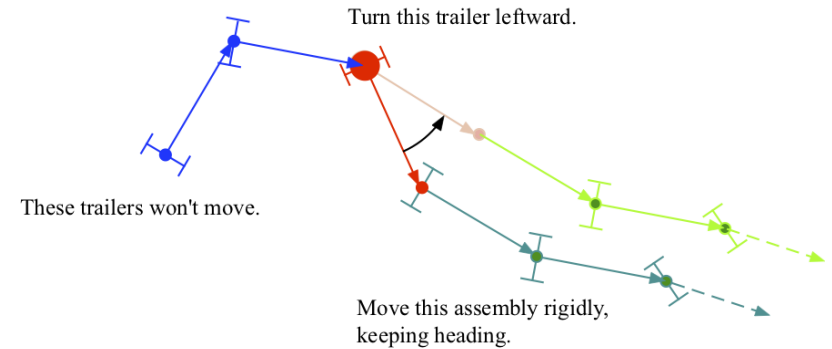 Turn this trailer leftward.
These trailers won't move.
Move this assembly rigidly,
keeping heading.